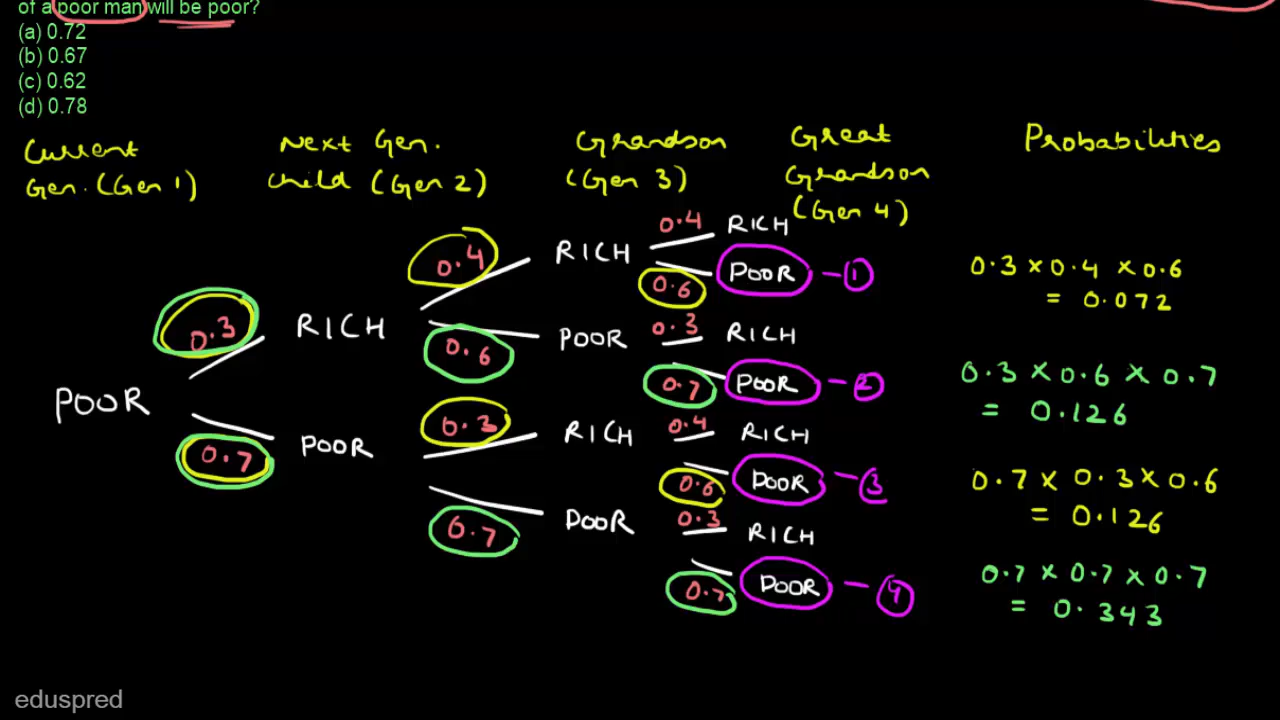 of a poor man will be poor?
(a) 0.72
(b) 0.67
(c) 0.62
(d) 0.78
Current Gen. (Gen 1)
Next Gen. child (Gen 2)
Grandson (Gen 3)
Great Grandson (Gen 4)
Probabilities
0.4 RICH
0.4 RICH
0.6 POOR - 1
0.3 × 0.4 × 0.6
= 0.072
0.3 RICH
0.6 POOR
0.3 RICH
0.7 POOR - 2
0.3 × 0.6 × 0.7
= 0.126
POOR
0.7 POOR
0.3 RICH
0.4 RICH
0.6 POOR - 3
0.7 × 0.3 × 0.6
= 0.126
0.7 POOR
0.3 RICH
0.7 POOR - 4
0.7 × 0.7 × 0.7
= 0.343
eduspred